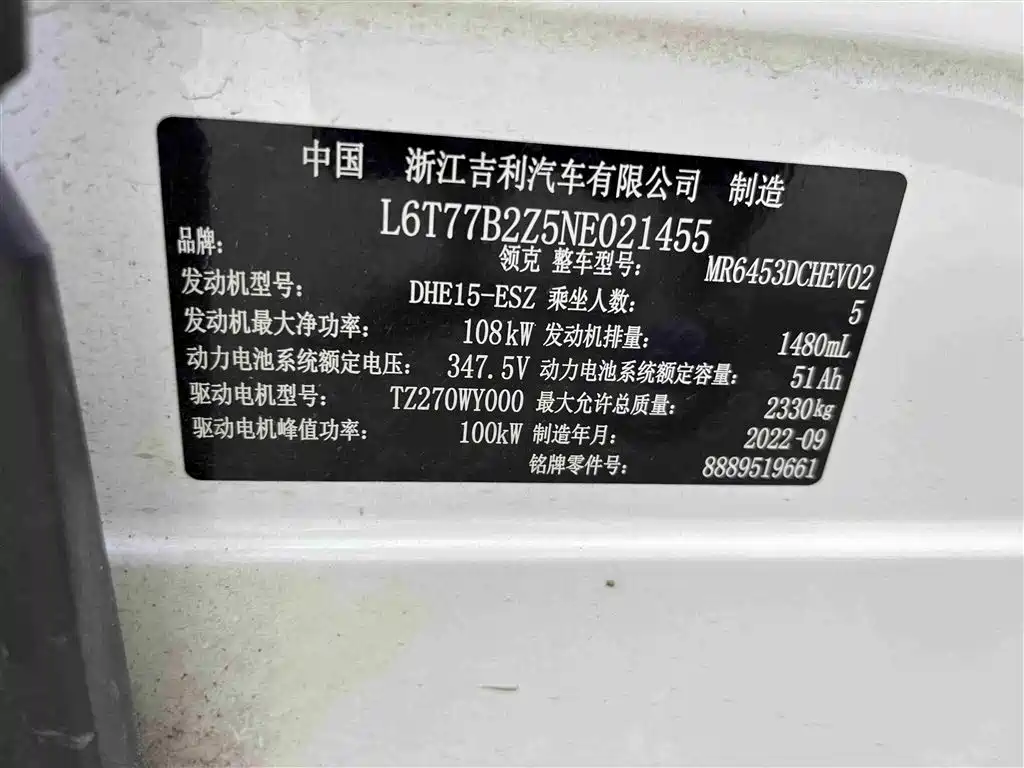 中国 浙江吉利汽车有限公司 制造
L6T77B2Z5NE021455
品牌: 领克 整车型号: MR6453DCHEV02
发动机型号: DHE15-ESZ 乘坐人数: 5
发动机最大净功率: 108kW 发动机排量: 1480mL
动力电池系统额定电压: 347.5V 动力电池系统额定容量: 51Ah
驱动电机型号: TZ270WY000 最大允许总质量: 2330kg
驱动电机峰值功率: 100kW 制造年月: 2022-09
铭牌零件号: 8889519661